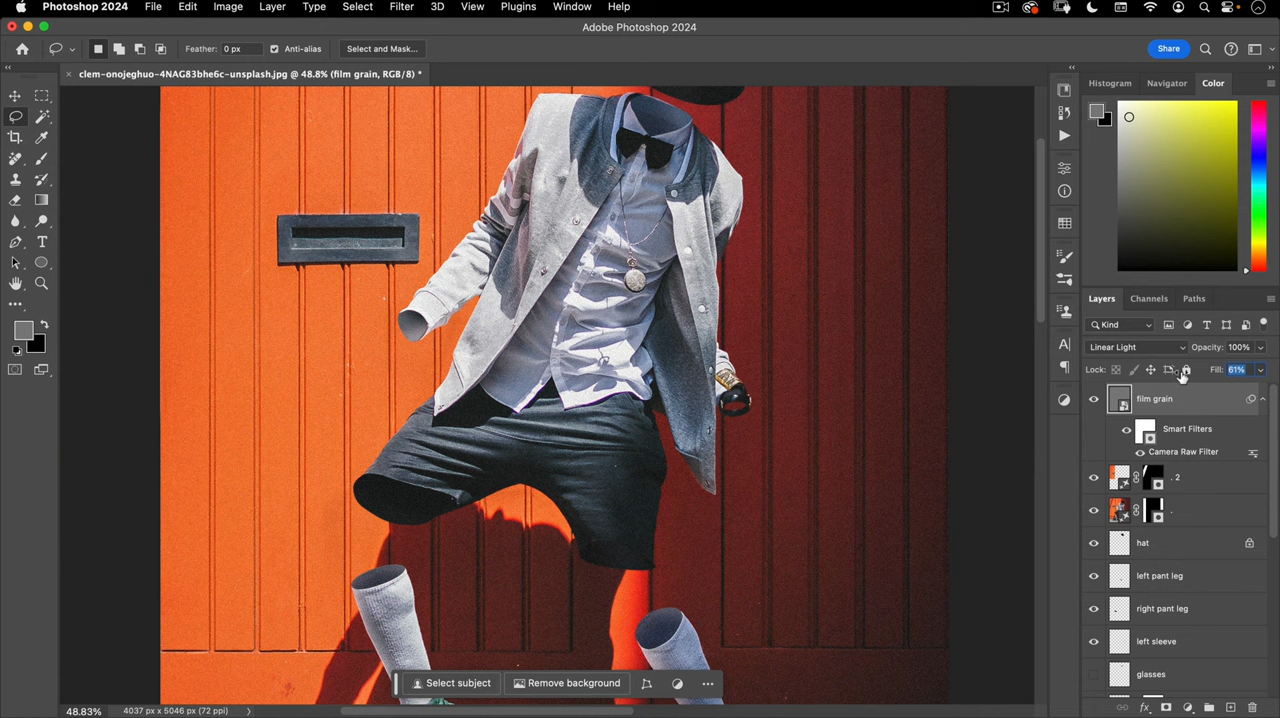 Photoshop 2024 File Edit Image Layer Type Select Filter 3D View Plugins Window Help
Adobe Photoshop 2024
Feather: 0 px Anti-alias Select and Mask... Share
clem-onojeghuo-4NAG83bhe6c-unsplash.jpg @ 48.8% (film grain, RGB/8) *
Histogram Navigator Color
Layers Channels Paths
Kind
Linear Light Opacity: 100%
Lock: Fill: 61%
film grain
Smart Filters
Camera Raw Filter
. 2
.
hat
left pant leg
right pant leg
left sleeve
glasses
Select subject Remove background
48.83% 4037 px x 5046 px (72 ppi)